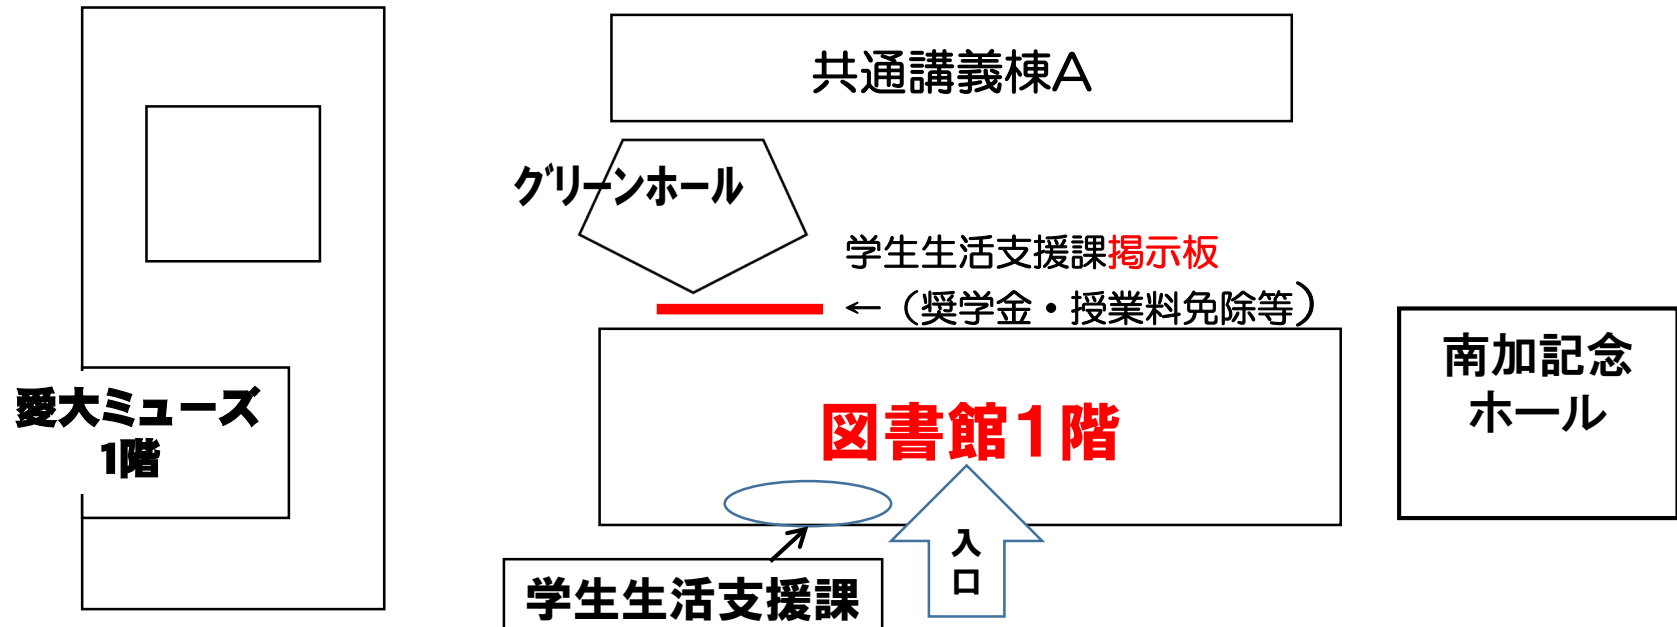 共通講義棟A
グリーンホール
学生生活支援課掲示板
←（奨学金・授業料免除等）
南加記念
ホール
愛大ミューズ
1階
図書館1階
入
口
学生生活支援課